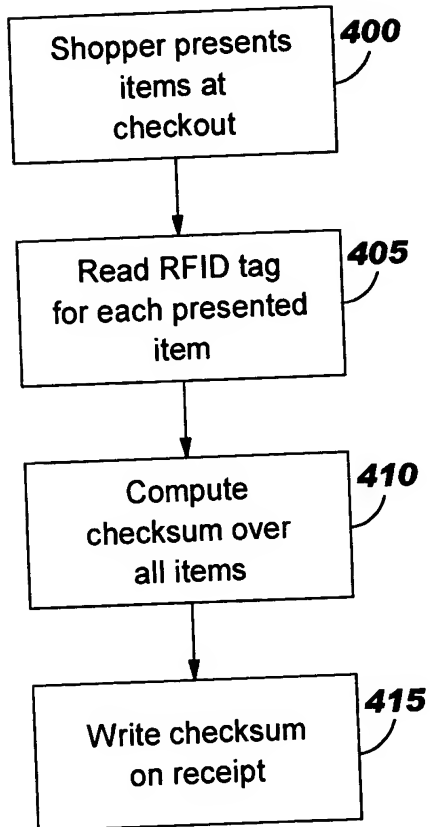 Shopper presents
items at
checkout
400
Read RFID tag
for each presented
item
405
Compute
checksum over
all items
410
Write checksum
on receipt
415